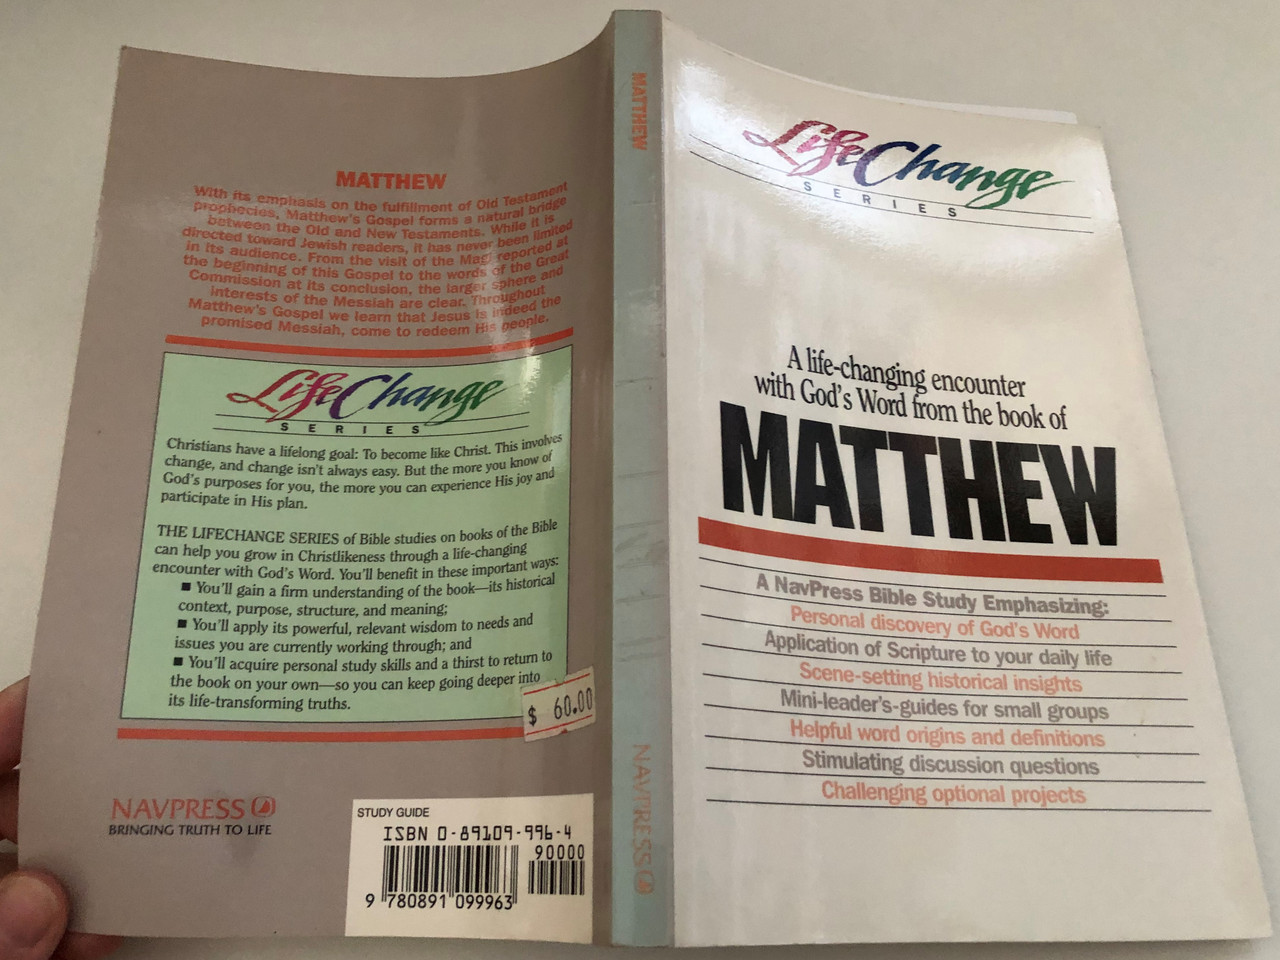 MATTHEW
With its emphasis on the fulfillment of Old Testament
prophecies, Matthew's Gospel forms a natural bridge
between the Old and New Testaments. While it is
directed toward Jewish readers, it has never been limited
in its audience. From the visit of the Magi reported at
the beginning of this Gospel to the words of the Great
Commission at its conclusion, the larger sphere and
interests of the Messiah are clear. Throughout
Matthew's Gospel we learn that Jesus is indeed the
promised Messiah, come to redeem His people.
LifeChange
SERIES
Christians have a lifelong goal: To become like Christ. This involves
change, and change isn't always easy. But the more you know of
God's purposes for you, the more you can experience His joy and
participate in His plan.
THE LIFECHANGE SERIES of Bible studies on books of the Bible
can help you grow in Christlikeness through a life-changing
encounter with God's Word. You'll benefit in these important ways:
■ You'll gain a firm understanding of the book—its historical
context, purpose, structure, and meaning;
■ You'll apply its powerful, relevant wisdom to needs and
issues you are currently working through; and
■ You'll acquire personal study skills and a thirst to return to
the book on your own—so you can keep going deeper into
its life-transforming truths.
$ 60.00
NAVPRESS
BRINGING TRUTH TO LIFE
STUDY GUIDE
ISBN 0-89109-996-4
90000
9 780891 099963
MATTHEW
NAVPRESS
LifeChange
SERIES
A life-changing encounter
with God's Word from the book of
MATTHEW
A NavPress Bible Study Emphasizing:
Personal discovery of God's Word
Application of Scripture to your daily life
Scene-setting historical insights
Mini-leader's-guides for small groups
Helpful word origins and definitions
Stimulating discussion questions
Challenging optional projects